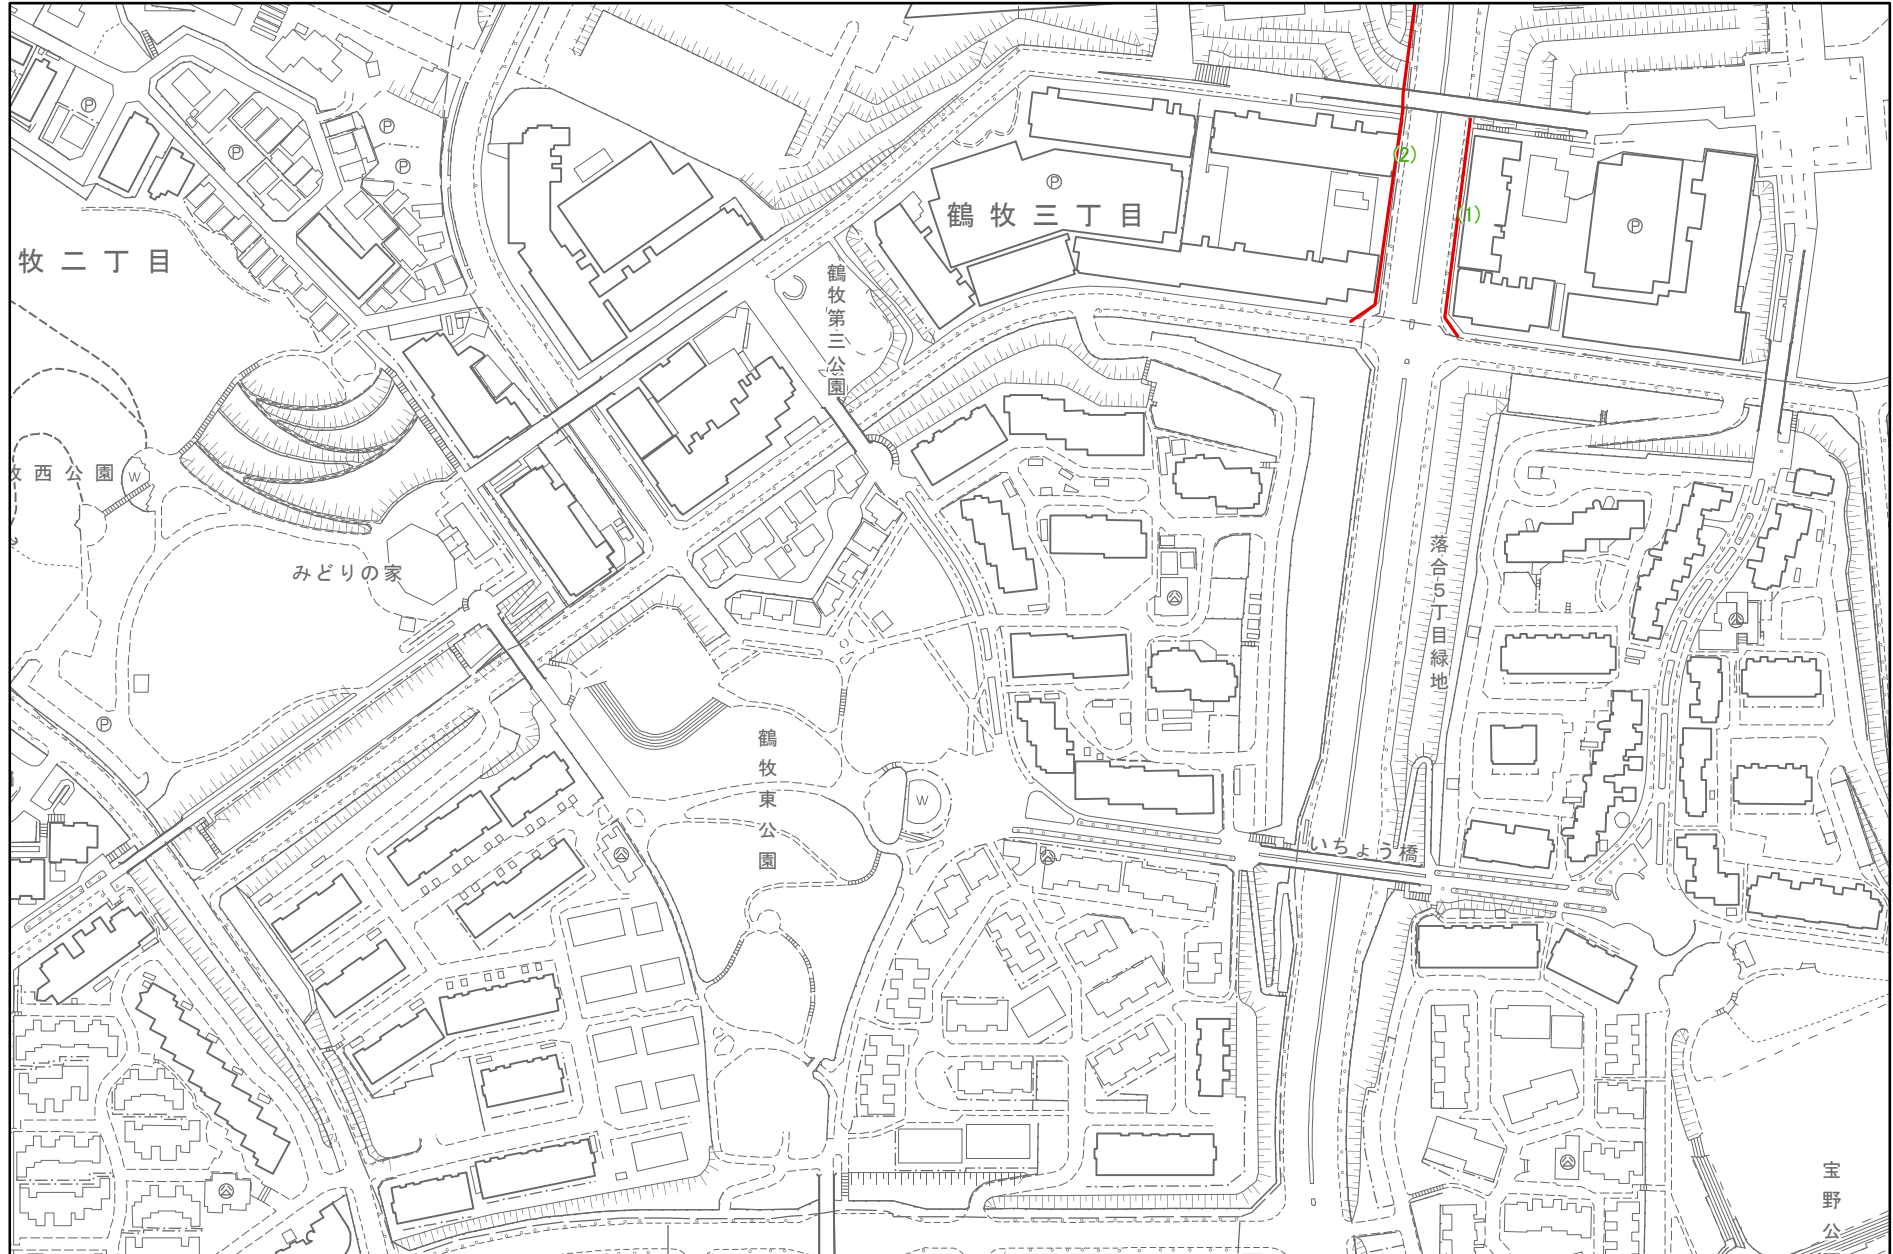 (2)
(1)
鶴牧三丁目
牧二丁目
鶴牧第三公園
牧西公園
W
みどりの家
落合5丁目緑地
鶴牧東公園
W
いちょう橋
宝野公
P
P
P
P
P
P
P